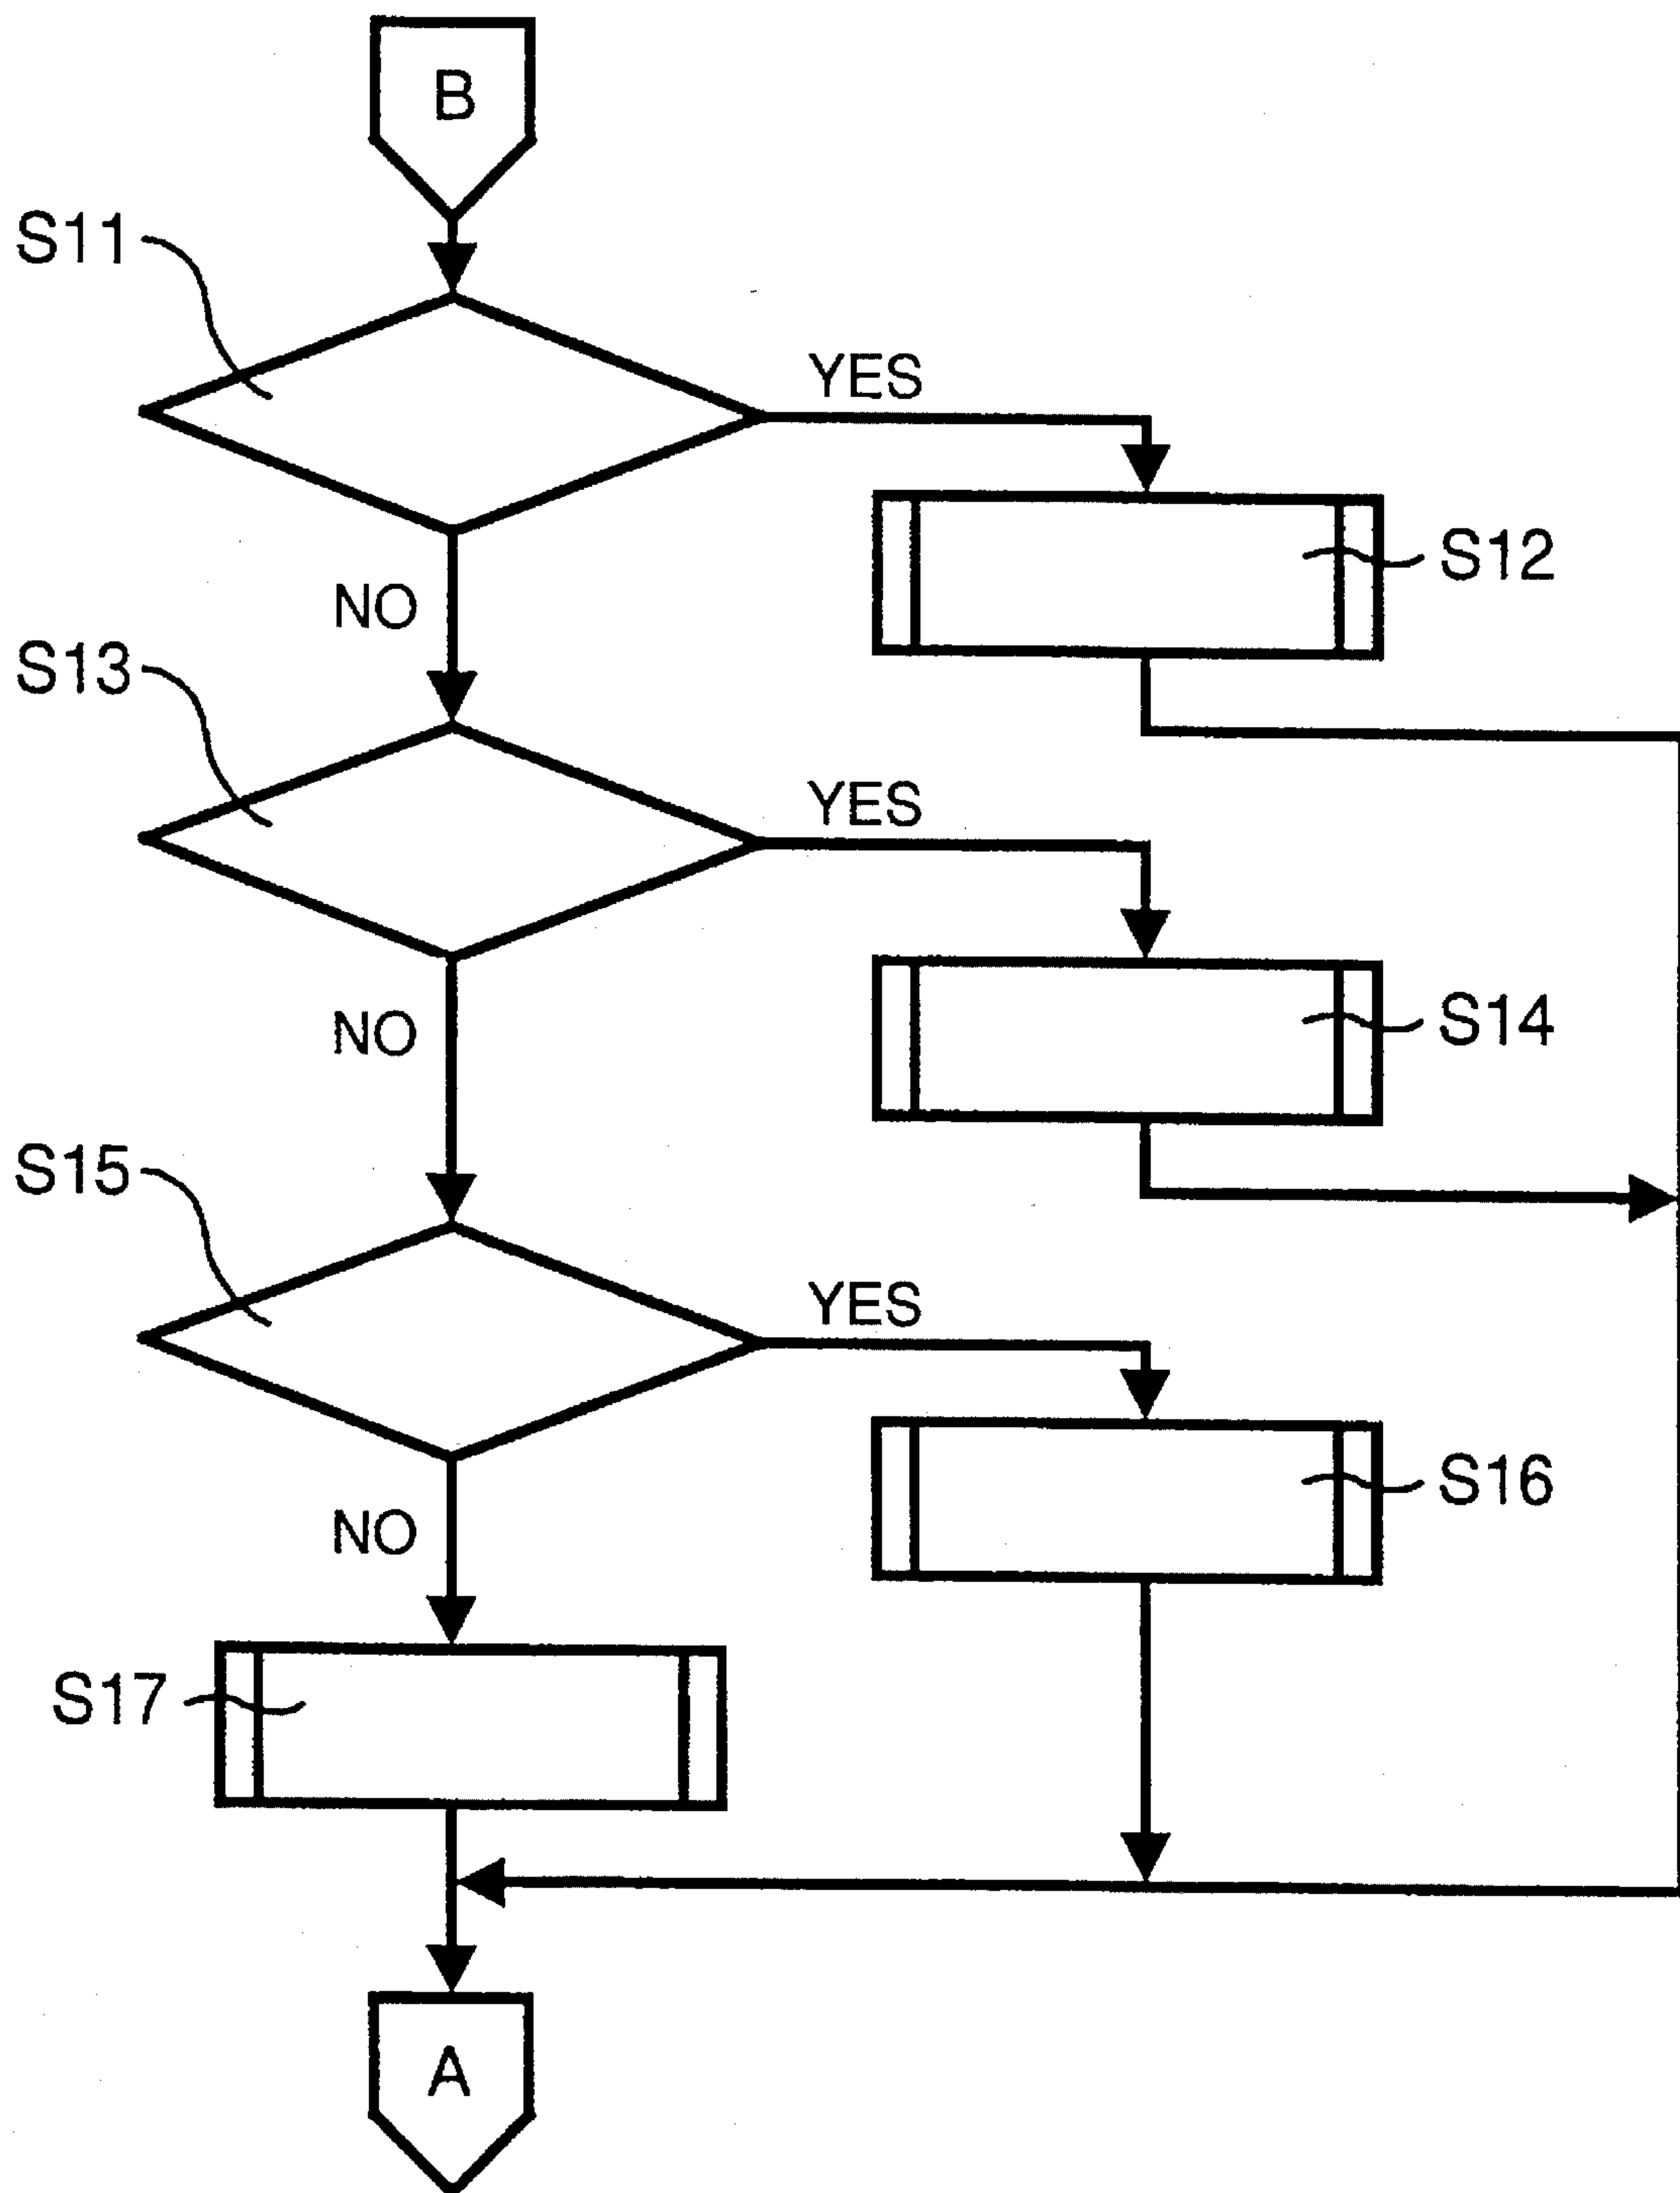 B
S11
YES
S12
NO
S13
YES
S14
NO
S15
YES
S16
NO
S17
A